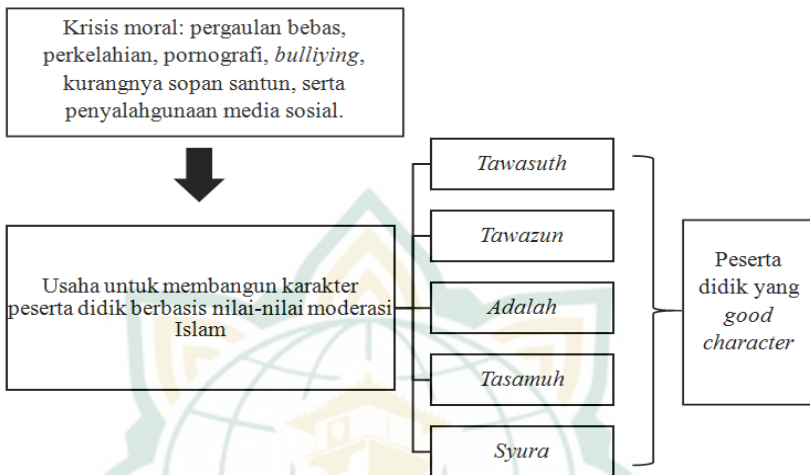 Krisis moral: pergaulan bebas,
perkelahian, pornografi, bulliying,
kurangnya sopan santun, serta
penyalahgunaan media sosial.
Usaha untuk membangun karakter
peserta didik berbasis nilai-nilai moderasi
Islam
Tawasuth
Tawazun
Adalah
Tasamuh
Syura
Peserta
didik yang
good
character